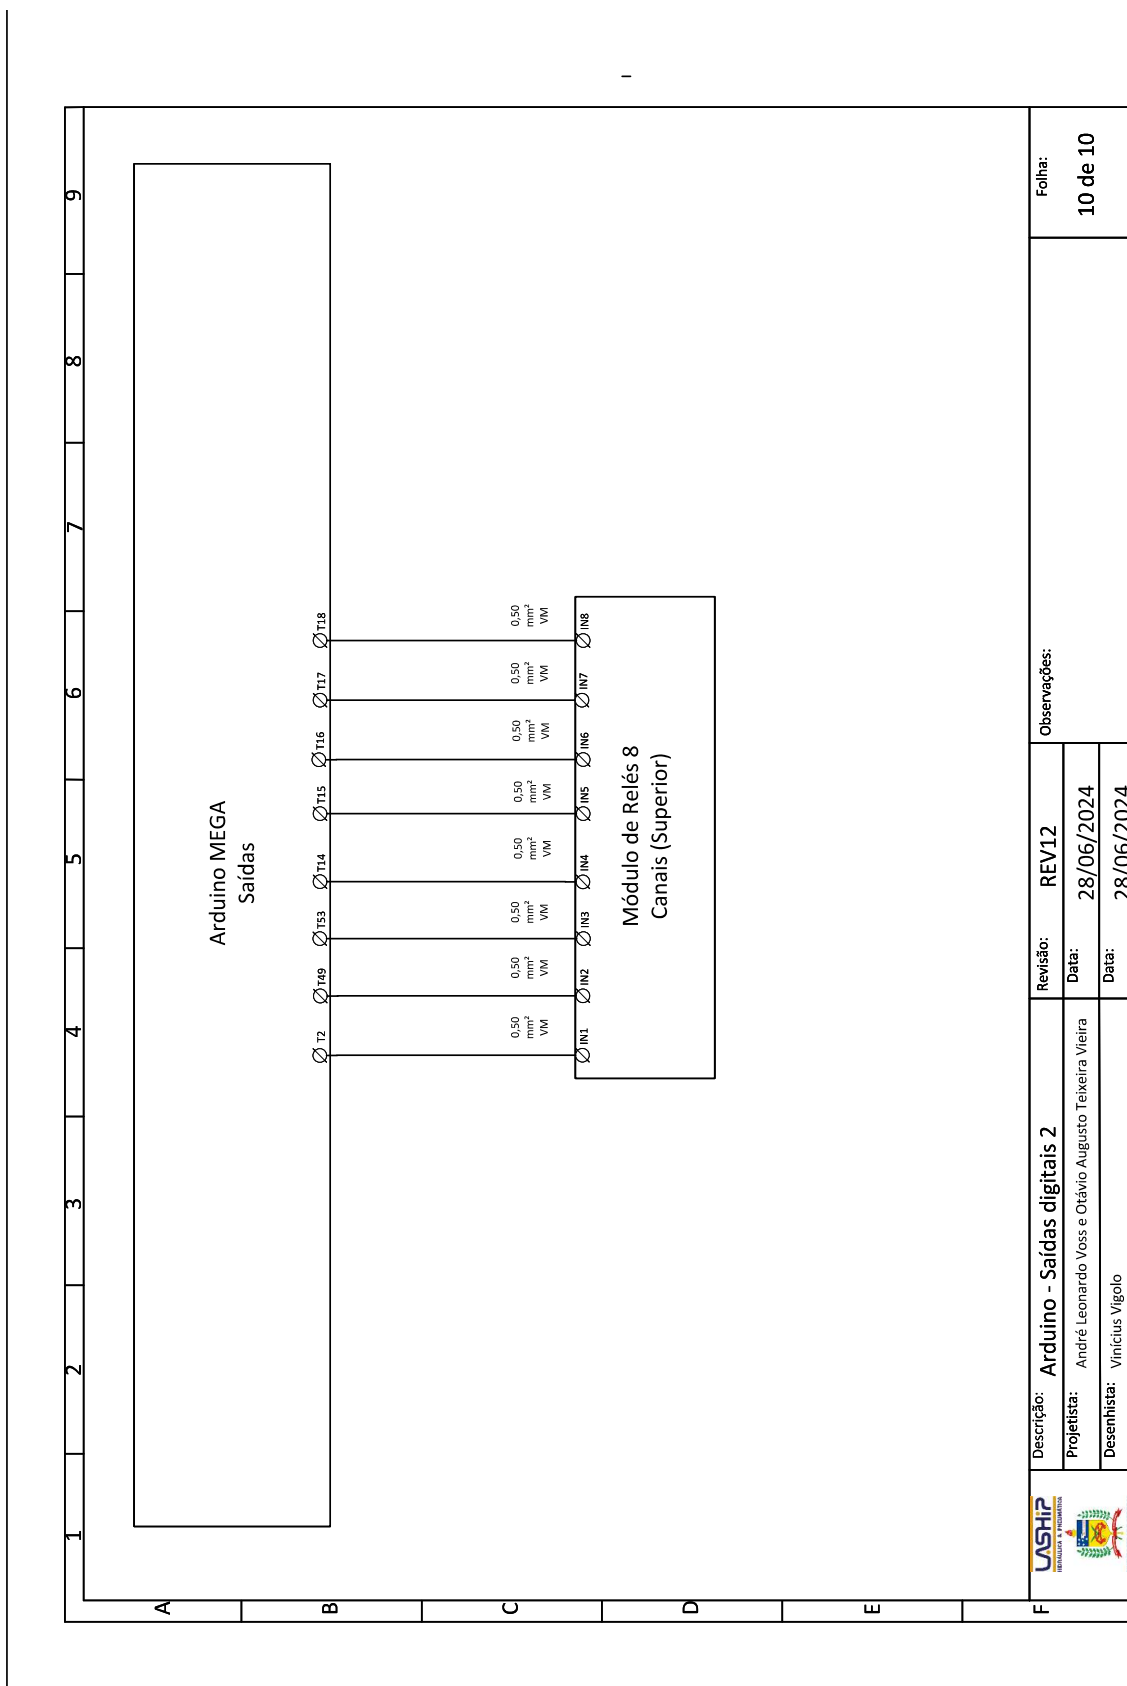 1
2
3
4
5
6
7
8
9
A
B
C
D
E
F
Arduino MEGA
Saídas
T2
T49
T53
T14
T15
T16
T17
T18
0,50
mm²
VM
0,50
mm²
VM
0,50
mm²
VM
0,50
mm²
VM
0,50
mm²
VM
0,50
mm²
VM
0,50
mm²
VM
0,50
mm²
VM
IN1
IN2
IN3
IN4
IN5
IN6
IN7
IN8
Módulo de Relés 8
Canais (Superior)
LASHIP
HIDRÁULICA & PNEUMÁTICA
Descrição: Arduino - Saídas digitais 2
Revisão: REV12
Observações:
Folha:
10 de 10
Projetista: André Leonardo Voss e Otávio Augusto Teixeira Vieira
Data: 28/06/2024
Desenhista: Vinícius Vigolo
Data: 28/06/2024